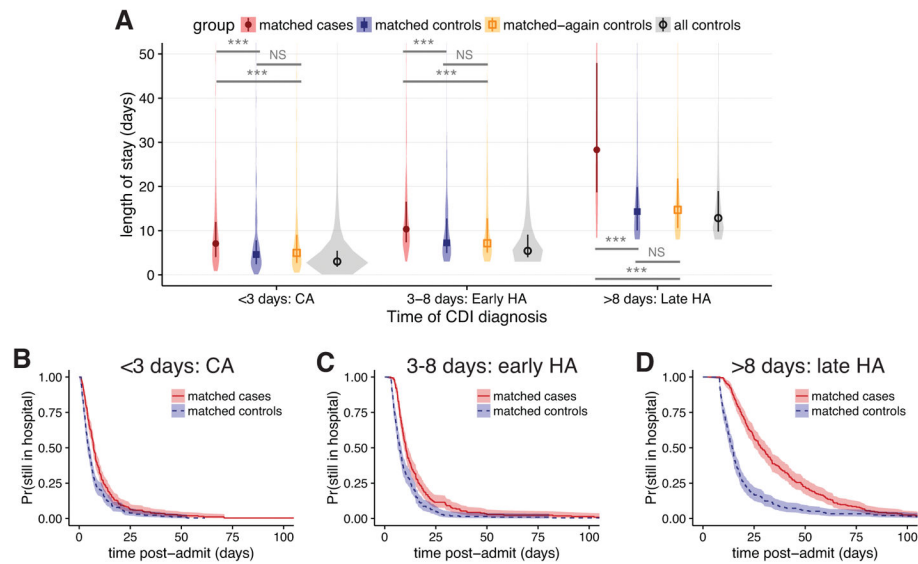 A
group matched cases matched controls matched−again controls all controls
length of stay (days)
50
40
30
20
10
0
*** NS ***
*** NS ***
*** NS ***
<3 days: CA 3−8 days: Early HA >8 days: Late HA
Time of CDI diagnosis
B <3 days: CA
matched cases
matched controls
Pr(still in hospital)
1.00
0.75
0.50
0.25
0.00
0 25 50 75 100
time post−admit (days)
C 3-8 days: early HA
matched cases
matched controls
Pr(still in hospital)
1.00
0.75
0.50
0.25
0.00
0 25 50 75 100
time post−admit (days)
D >8 days: late HA
matched cases
matched controls
Pr(still in hospital)
1.00
0.75
0.50
0.25
0.00
0 25 50 75 100
time post−admit (days)